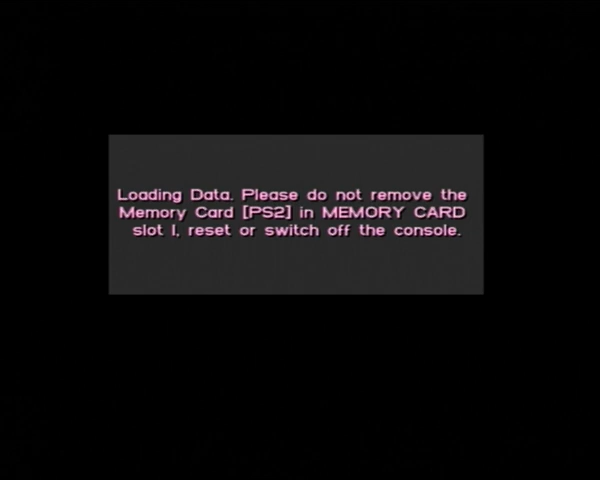 Loading Data. Please do not remove the
Memory Card [PS2] in MEMORY CARD
slot 1, reset or switch off the console.